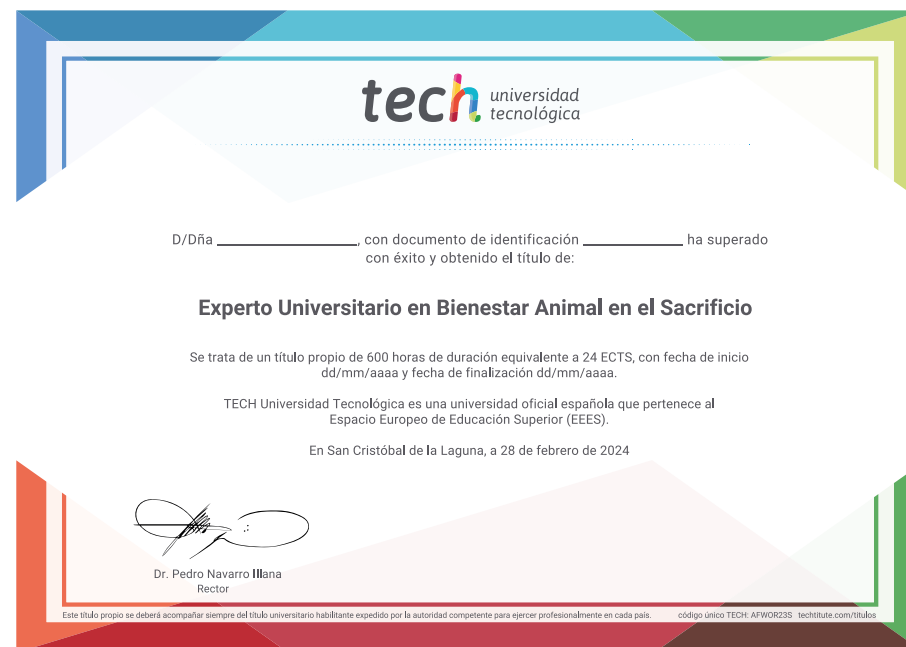 tech universidad
tecnológica
D/Dña ____________, con documento de identificación ____________ ha superado
con éxito y obtenido el título de:
Experto Universitario en Bienestar Animal en el Sacrificio
Se trata de un título propio de 600 horas de duración equivalente a 24 ECTS, con fecha de inicio
dd/mm/aaaa y fecha de finalización dd/mm/aaaa.
TECH Universidad Tecnológica es una universidad oficial española que pertenece al
Espacio Europeo de Educación Superior (EEES).
En San Cristóbal de la Laguna, a 28 de febrero de 2024
Dr. Pedro Navarro Illana
Rector
Este título propio se deberá acompañar siempre del título universitario habilitante expedido por la autoridad competente para ejercer profesionalmente en cada país. código único TECH: AFWOR23S techtitute.com/titulos